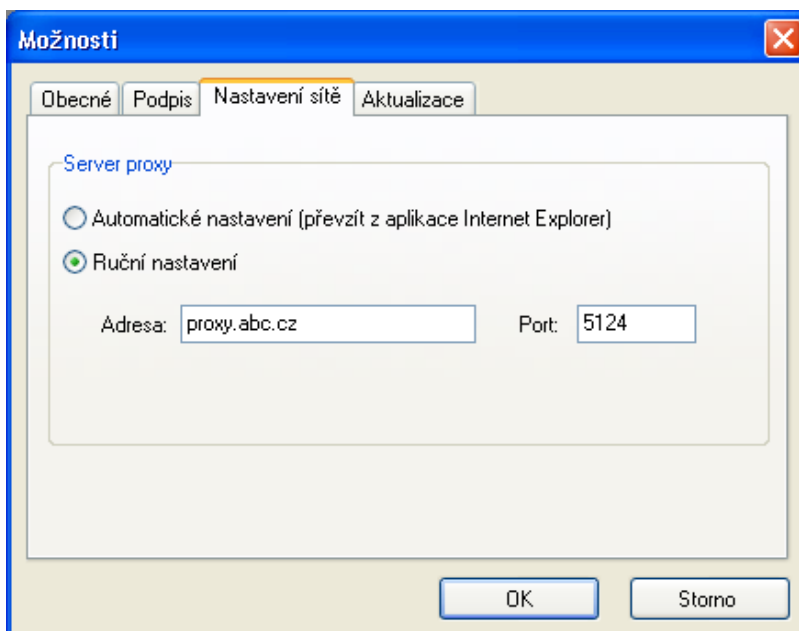 Možnosti
Obecné Podpis Nastavení sítě Aktualizace
Server proxy
Automatické nastavení (převzít z aplikace Internet Explorer)
Ruční nastavení
Adresa: proxy.abc.cz Port: 5124
OK Storno